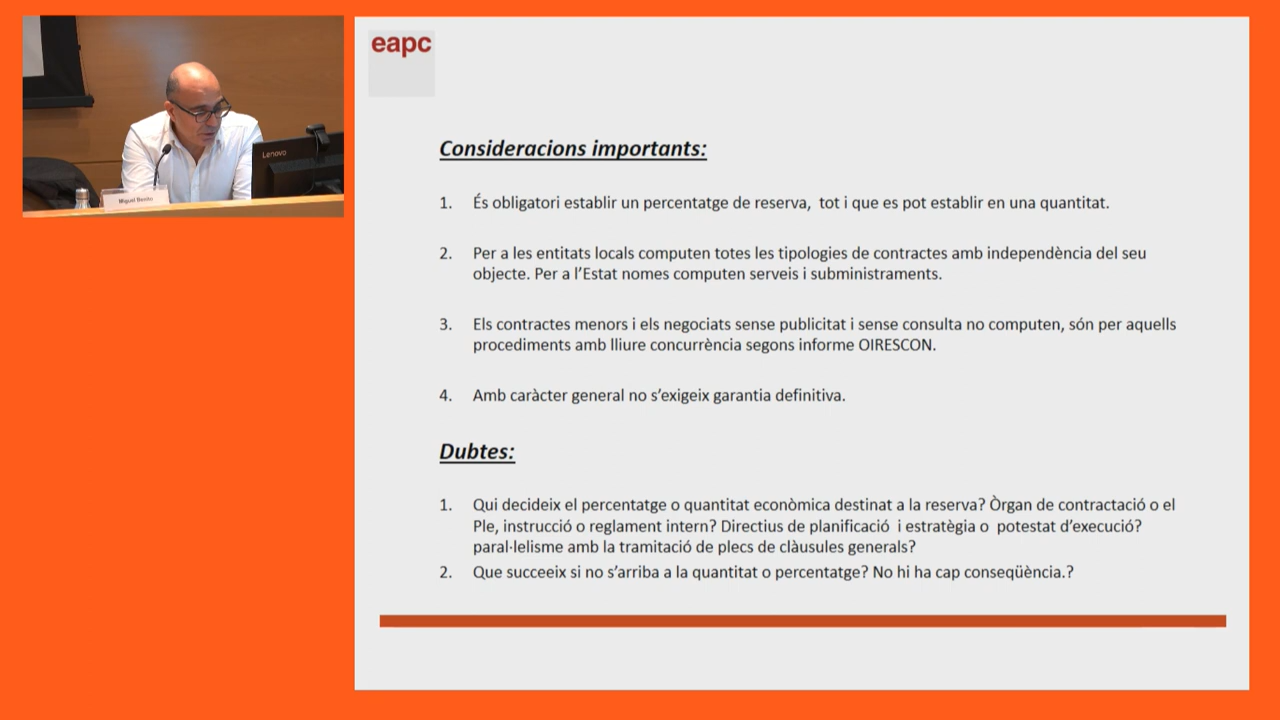 eapc
Consideracions importants:
1. És obligatori establir un percentatge de reserva, tot i que es pot establir en una quantitat.
2. Per a les entitats locals computen totes les tipologies de contractes amb independència del seu
objecte. Per a l’Estat nomes computen serveis i subministraments.
3. Els contractes menors i els negociats sense publicitat i sense consulta no computen, són per aquells
procediments amb lliure concurrència segons informe OIRESCON.
4. Amb caràcter general no s’exigeix garantia definitiva.
Dubtes:
1. Qui decideix el percentatge o quantitat econòmica destinat a la reserva? Òrgan de contractació o el
Ple, instrucció o reglament intern? Directius de planificació i estratègia o potestat d’execució?
paral·lelisme amb la tramitació de plecs de clàusules generals?
2. Que succeeix si no s’arriba a la quantitat o percentatge? No hi ha cap conseqüència.?
Lenovo
Miguel Benito